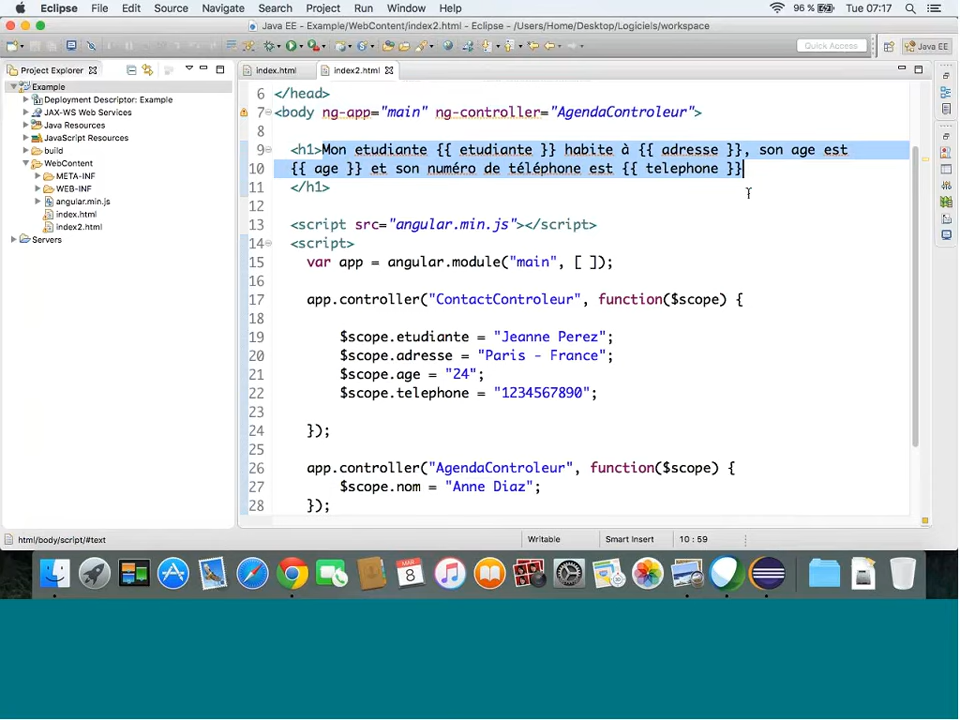 Eclipse File Edit Source Navigate Search Project Run Window Help 96 % Tue 07:17
Java EE - Example/WebContent/index2.html - Eclipse - /Users/Home/Desktop/Logiciels/workspace
Quick Access Java EE
Project Explorer index.html index2.html
Example
Deployment Descriptor: Example
JAX-WS Web Services
Java Resources
JavaScript Resources
build
WebContent
META-INF
WEB-INF
angular.min.js
index.html
index2.html
Servers
6 </head>
7 <body ng-app="main" ng-controller="AgendaControleur">
8
9 <h1>Mon etudiante {{ etudiante }} habite à {{ adresse }}, son age est
10 {{ age }} et son numéro de téléphone est {{ telephone }}
11 </h1>
12
13 <script src="angular.min.js"></script>
14 <script>
15 var app = angular.module("main", [ ]);
16
17 app.controller("ContactControleur", function($scope) {
18
19 $scope.etudiante = "Jeanne Perez";
20 $scope.adresse = "Paris - France";
21 $scope.age = "24";
22 $scope.telephone = "1234567890";
23
24 });
25
26 app.controller("AgendaControleur", function($scope) {
27 $scope.nom = "Anne Diaz";
28 });
html/body/script/#text Writable Smart Insert 10 : 59
MAR
8